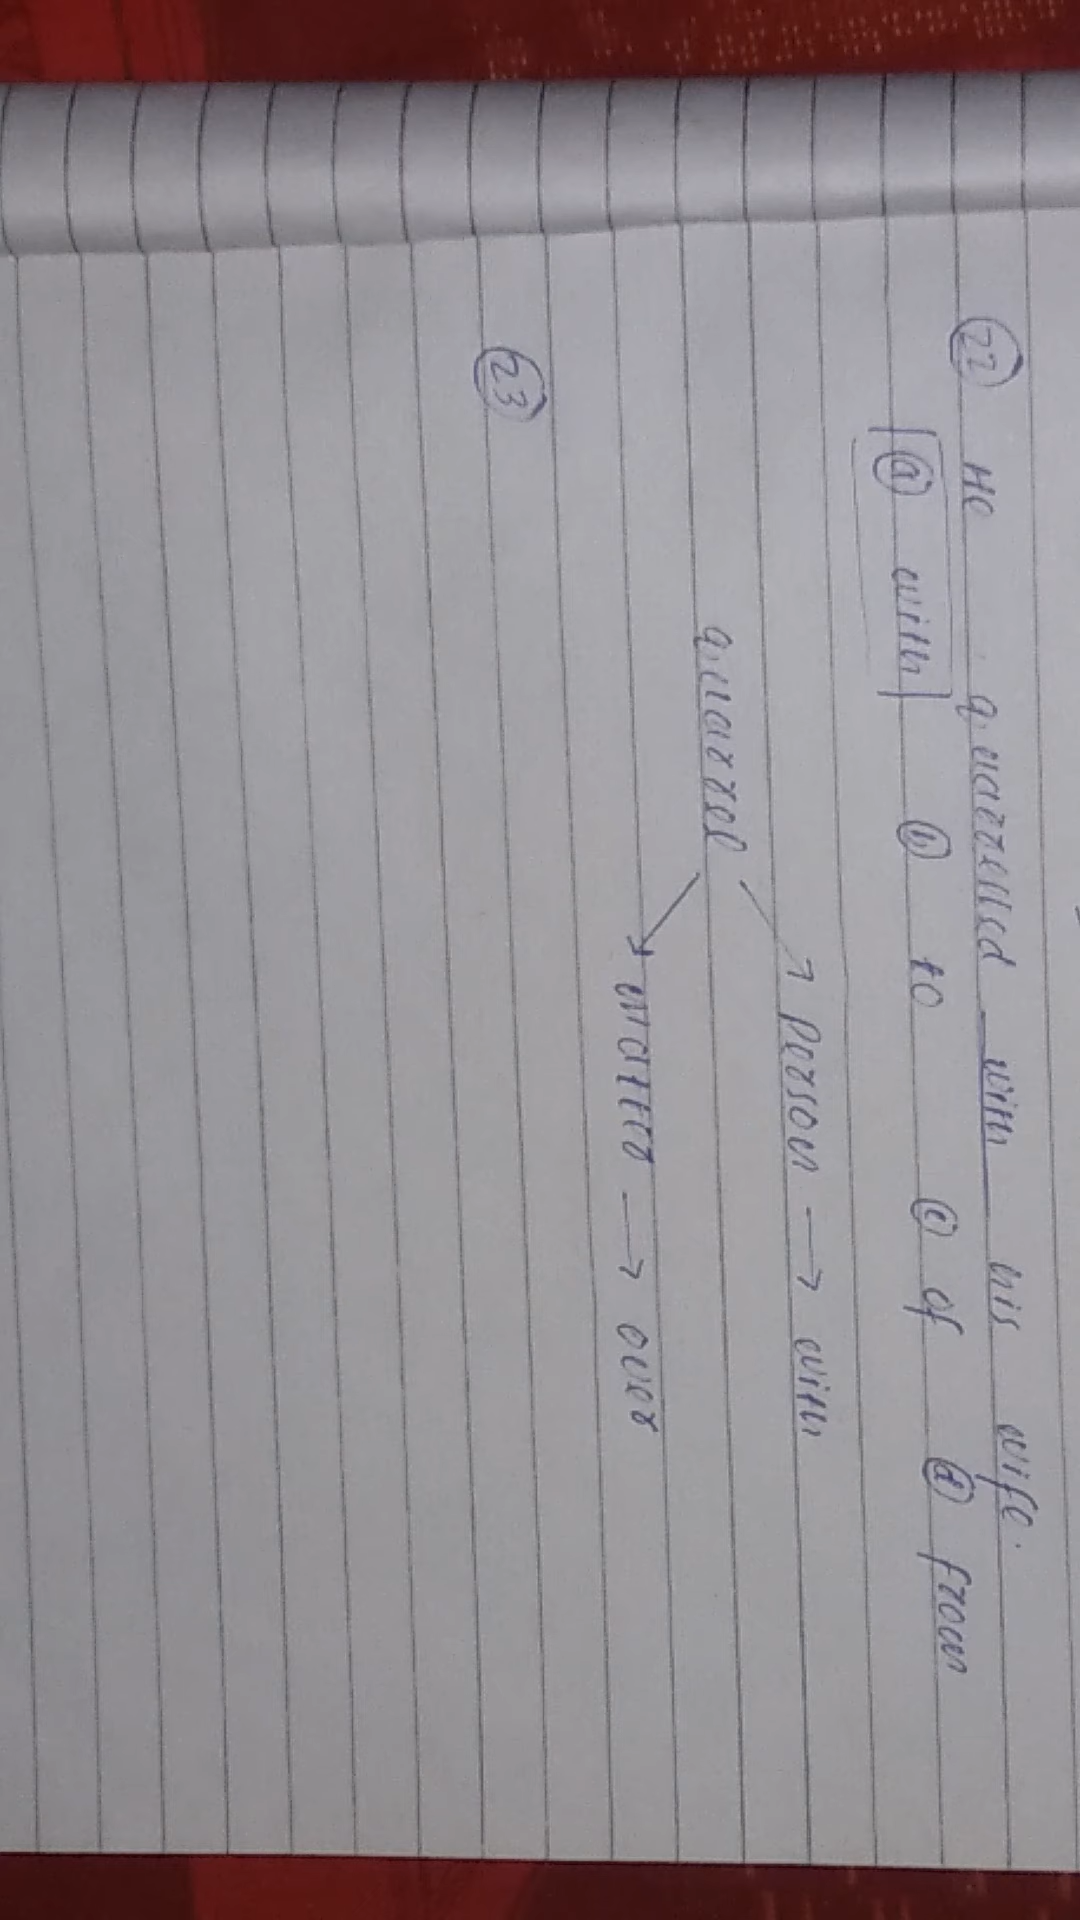 22 He quarrelled with his wife.
(a) with (b) to (c) of (d) from
→ Person → with
quarrel
→ matter → over
23